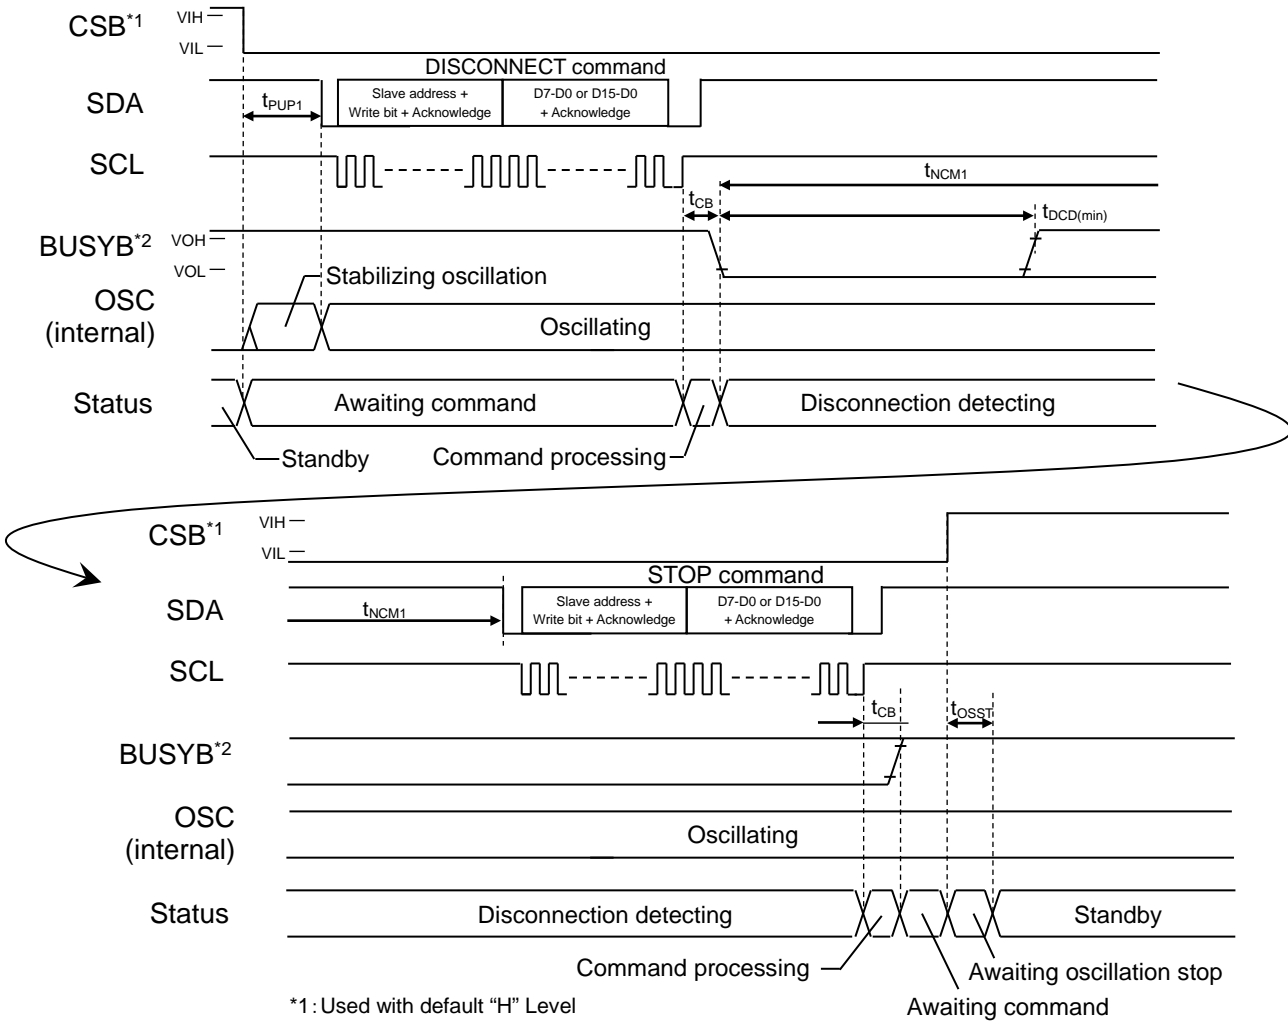 CSB*1
VIH
VIL
DISCONNECT command
SDA
tPUP1
Slave address +
Write bit + Acknowledge
D7-D0 or D15-D0
+ Acknowledge
SCL
tNCM1
tCB
tDCD(min)
BUSYB*2
VOH
VOL
Stabilizing oscillation
OSC
(internal)
Oscillating
Status
Awaiting command
Disconnection detecting
Standby
Command processing
CSB*1
VIH
VIL
STOP command
SDA
tNCM1
Slave address +
Write bit + Acknowledge
D7-D0 or D15-D0
+ Acknowledge
SCL
tCB
tOSST
BUSYB*2
OSC
(internal)
Oscillating
Status
Disconnection detecting
Standby
Command processing
Awaiting oscillation stop
Awaiting command
*1:Used with default “H” Level